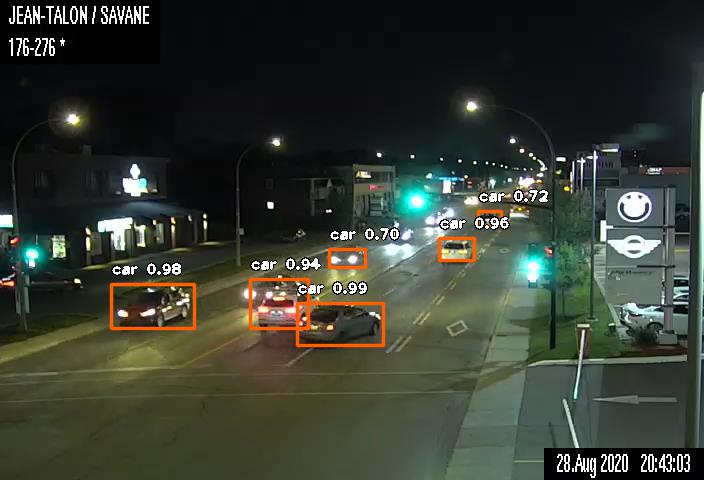 JEAN-TALON / SAVANE
176-276 *
car 0.72
car 0.96
car 0.70
car 0.94
car 0.98
car 0.99
28.Aug 2020 20:43:03